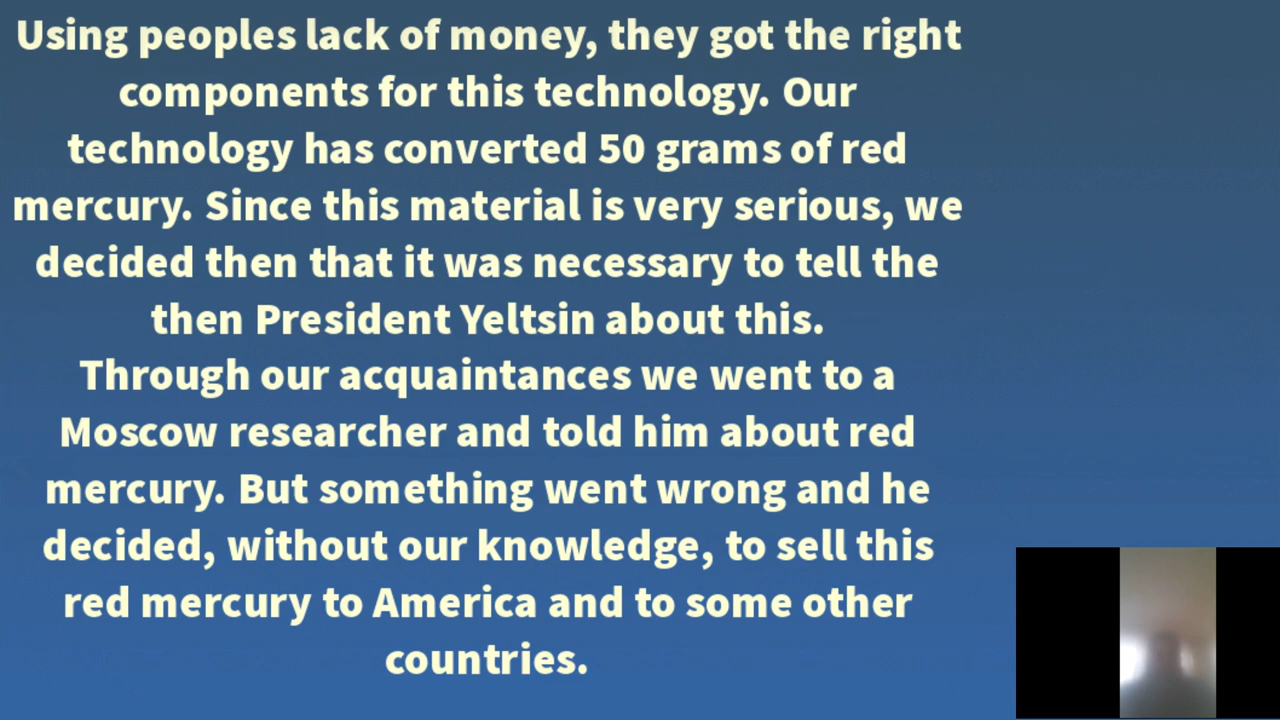 Using peoples lack of money, they got the right
components for this technology. Our
technology has converted 50 grams of red
mercury. Since this material is very serious, we
decided then that it was necessary to tell the
then President Yeltsin about this.
Through our acquaintances we went to a
Moscow researcher and told him about red
mercury. But something went wrong and he
decided, without our knowledge, to sell this
red mercury to America and to some other
countries.